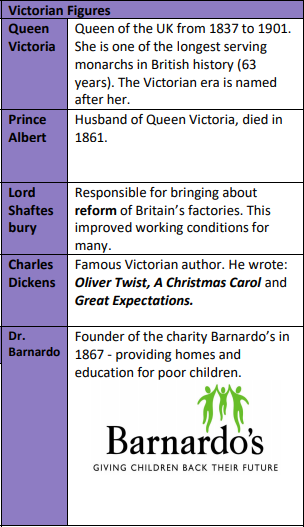 Victorian Figures
Queen
Victoria
Queen of the UK from 1837 to 1901.
She is one of the longest serving
monarchs in British history (63
years). The Victorian era is named
after her.
Prince
Albert
Husband of Queen Victoria, died in
1861.
Lord
Shaftes
bury
Responsible for bringing about
reform of Britain's factories. This
improved working conditions for
many.
Charles
Dickens
Famous Victorian author. He wrote:
Oliver Twist, A Christmas Carol and
Great Expectations.
Dr.
Barnardo
Founder of the charity Barnardo's in
1867 - providing homes and
education for poor children.
Barnardo's
GIVING CHILDREN BACK THEIR FUTURE